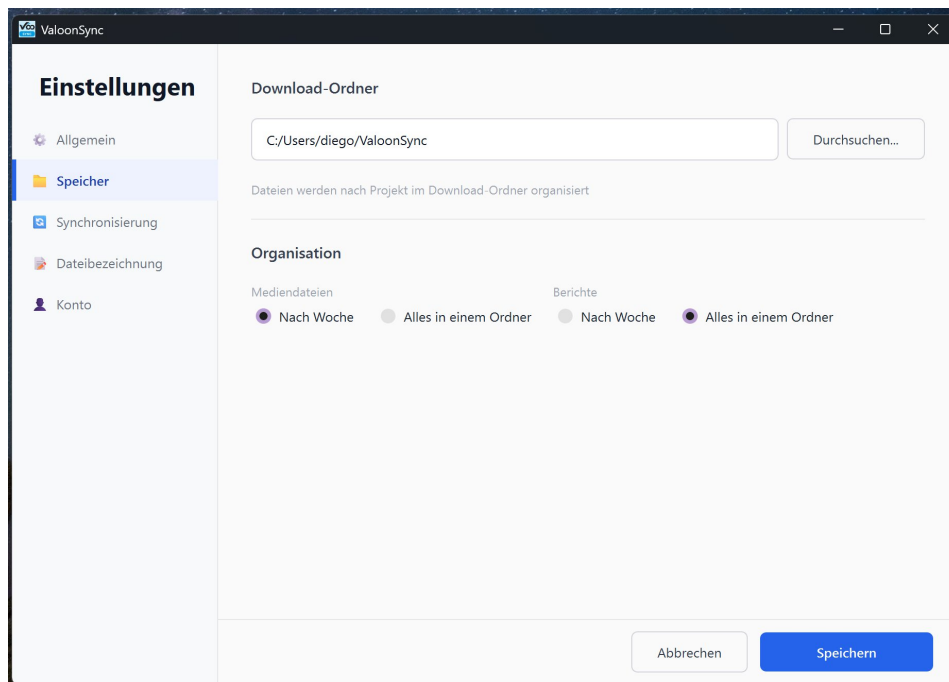 ValoonSync
Einstellungen
Allgemein
Speicher
Synchronisierung
Dateibezeichnung
Konto
Download-Ordner
C:/Users/diego/ValoonSync
Durchsuchen...
Dateien werden nach Projekt im Download-Ordner organisiert
Organisation
Mediendateien
Nach Woche Alles in einem Ordner
Berichte
Nach Woche Alles in einem Ordner
Abbrechen
Speichern